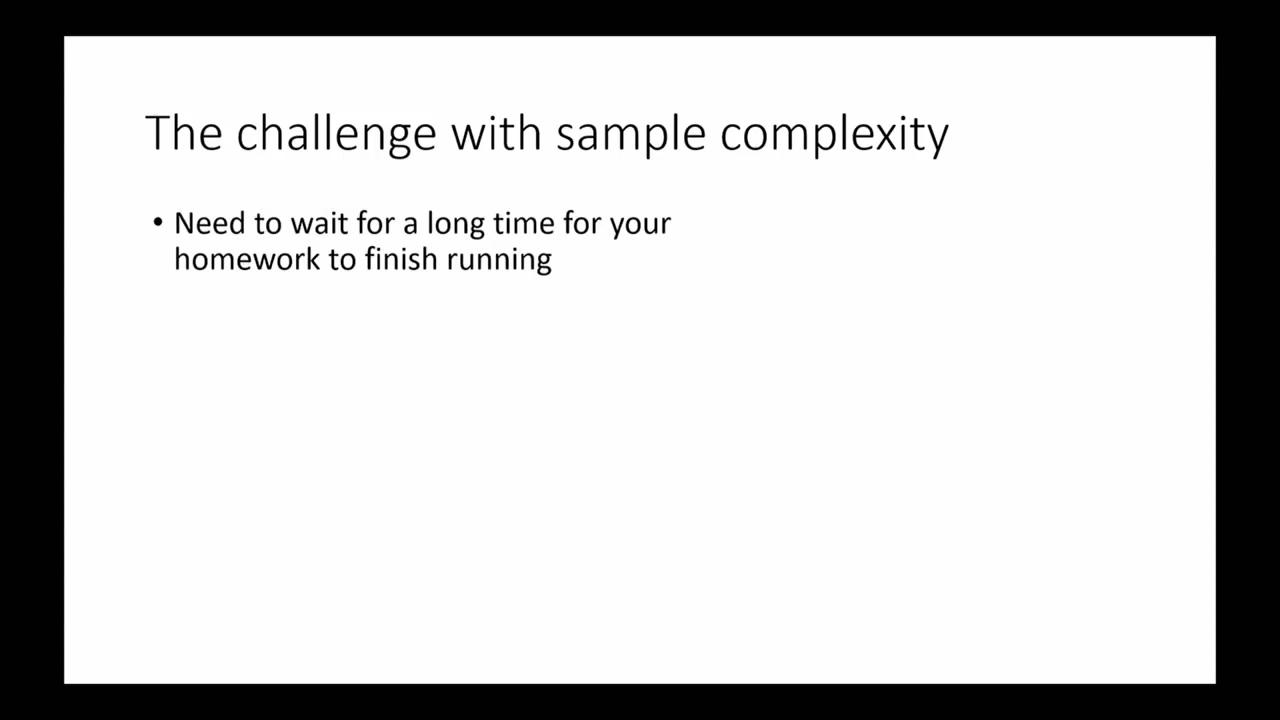 The challenge with sample complexity
• Need to wait for a long time for your
homework to finish running